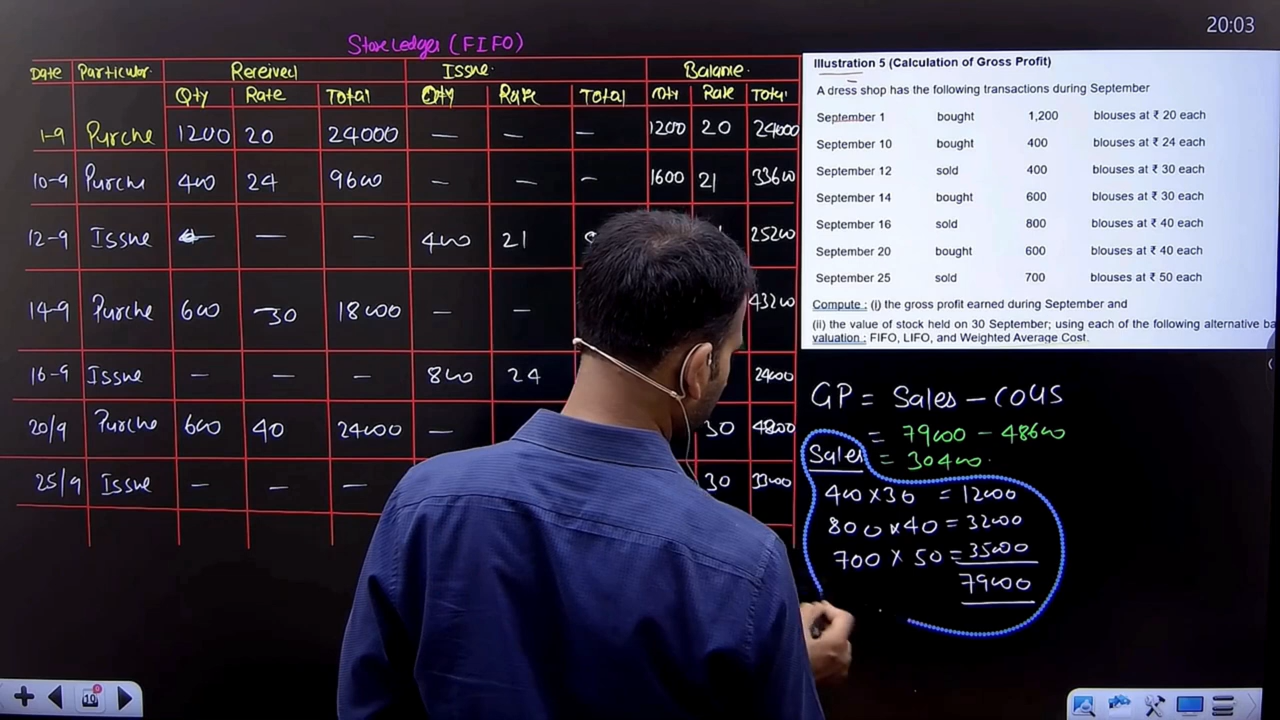 20:03
Store Ledger (FIFO)
Date Particular. Received Issue. Balance.
Qty Rate Total Qty Rate Total Qty Rate Total
1-9 Purche 1200 20 24000 — — — 1200 20 24000
10-9 Purche 400 24 9600 — — — 1600 21 33600
12-9 Issue — — 400 21 25200
14-9 Purche 600 30 18000 — — 43200
16-9 Issue — — — 800 24 24000
20/9 Purche 600 40 24000 — 30 48000
25/9 Issue — — — 30 33000
Illustration 5 (Calculation of Gross Profit)
A dress shop has the following transactions during September
September 1 bought 1,200 blouses at ₹ 20 each
September 10 bought 400 blouses at ₹ 24 each
September 12 sold 400 blouses at ₹ 30 each
September 14 bought 600 blouses at ₹ 30 each
September 16 sold 800 blouses at ₹ 40 each
September 20 bought 600 blouses at ₹ 40 each
September 25 sold 700 blouses at ₹ 50 each
Compute : (i) the gross profit earned during September and
(ii) the value of stock held on 30 September; using each of the following alternative ba
valuation : FIFO, LIFO, and Weighted Average Cost.
GP = Sales – COGS
= 79000 – 48600
= 30400.
Sales
400 × 30 = 12000
800 × 40 = 32000
700 × 50 = 35000
79000
10